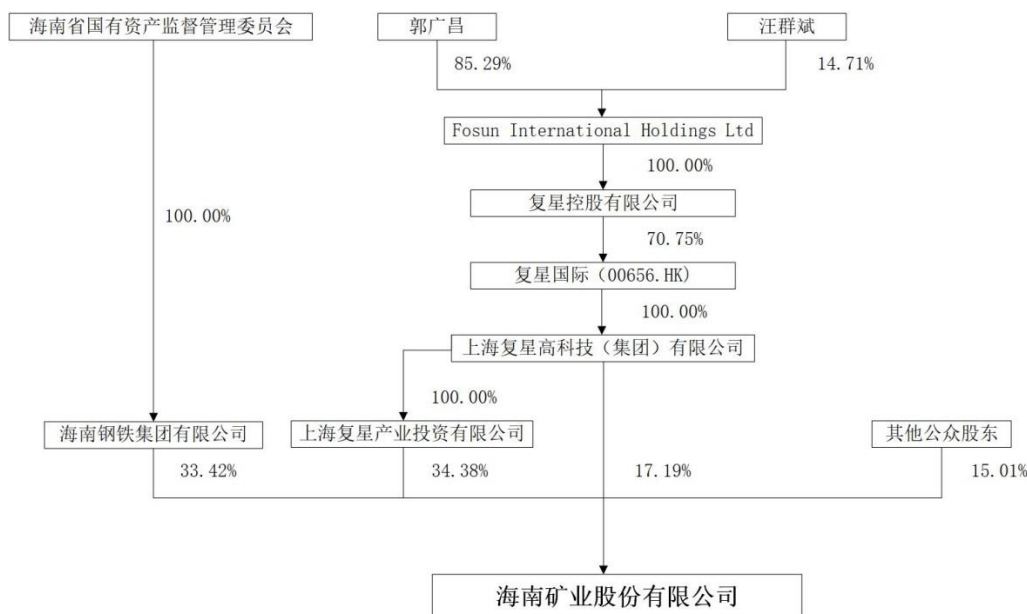 海南省国有资产监督管理委员会
郭广昌
汪群斌
85.29%
14.71%
Fosun International Holdings Ltd
100.00%
复星控股有限公司
100.00%
70.75%
复星国际（00656.HK)
100.00%
上海复星高科技（集团）有限公司
100.00%
海南钢铁集团有限公司
上海复星产业投资有限公司
其他公众股东
33.42%
34.38%
17.19%
15.01%
海南矿业股份有限公司